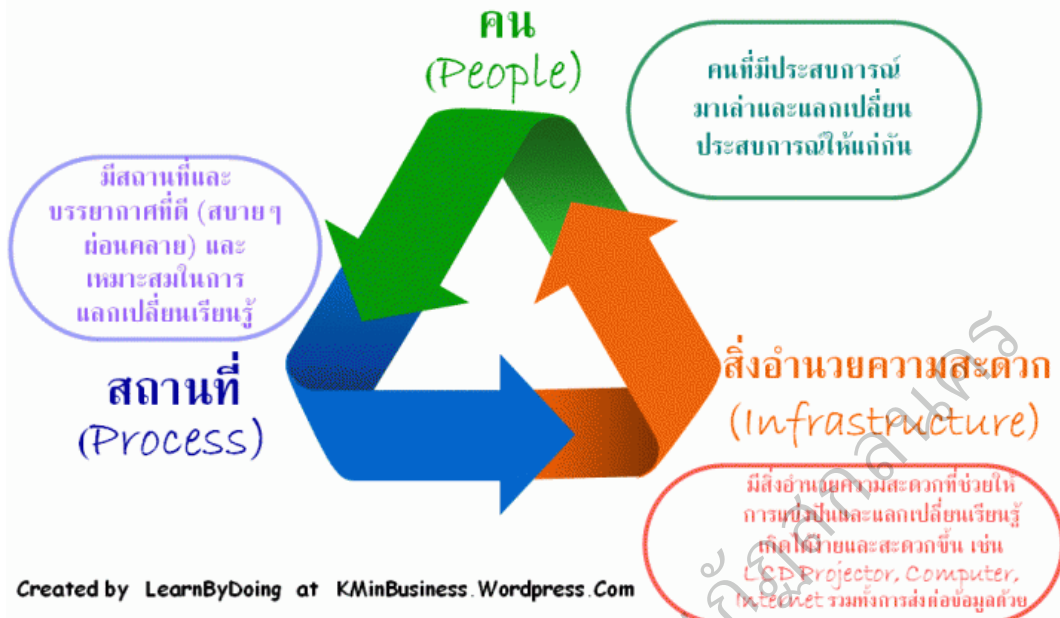 คน
(People)
คนที่มีประสบการณ์
มาเล่าและแลกเปลี่ยน
ประสบการณ์ให้แก่กัน
มีสถานที่และ
บรรยากาศที่ดี (สบายๆ
ผ่อนคลาย) และ
เหมาะสมในการ
แลกเปลี่ยนเรียนรู้
สถานที่
(Process)
สิ่งอำนวยความสะดวก
(Infrastructure)
มีสิ่งอำนวยความสะดวกที่ช่วยให้
การแบ่งปันและแลกเปลี่ยนเรียนรู้
เกิดได้ง่ายและสะดวกขึ้น เช่น
LCD Projector, Computer,
Internet รวมทั้งการส่งต่อข้อมูลด้วย
Created by LearnByDoing at KMinBusiness.Wordpress.Com